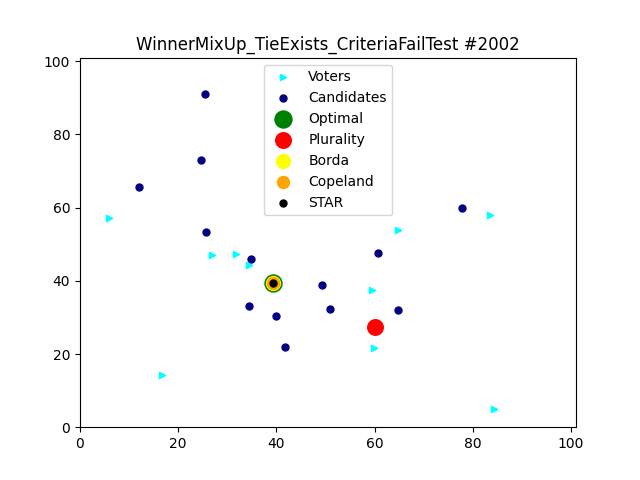 WinnerMixUp_TieExists_CriteriaFailTest #2002
100
80
60
40
20
0
Voters
Candidates
Optimal
Plurality
Borda
Copeland
STAR
0 20 40 60 80 100